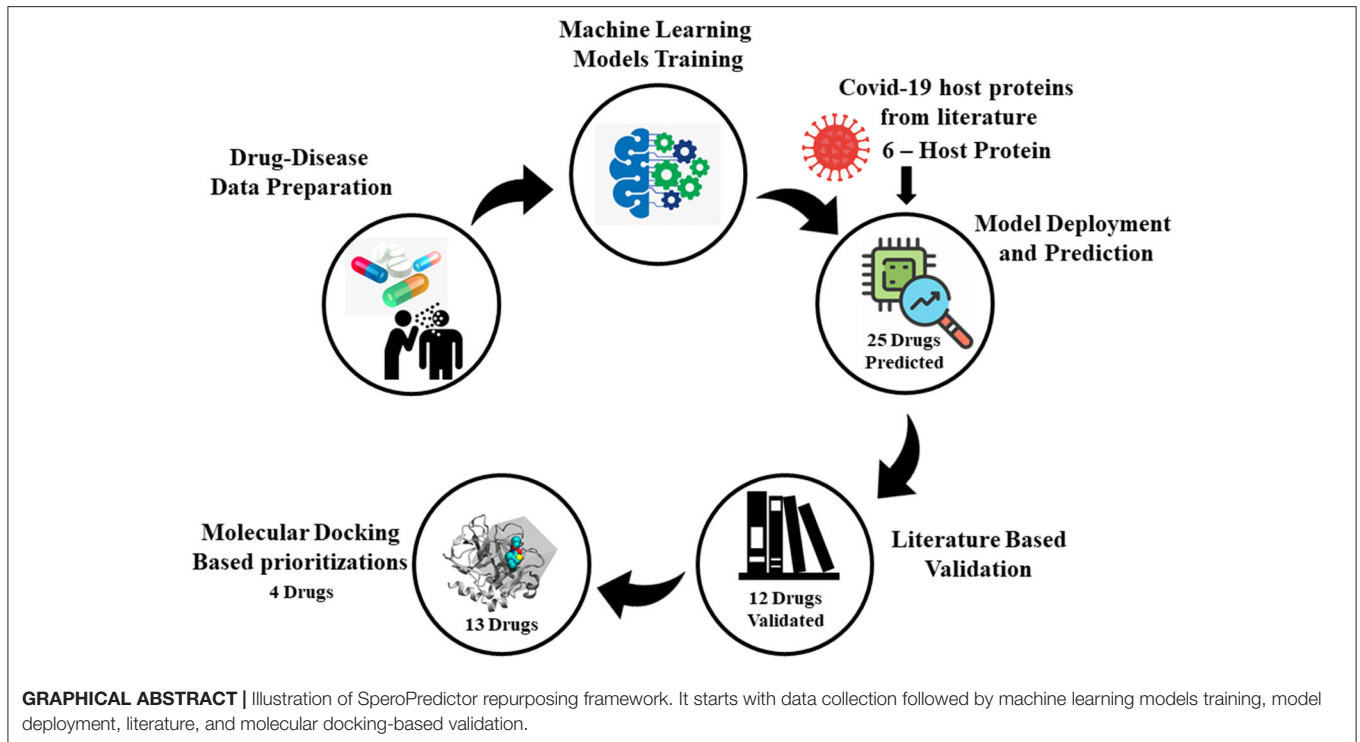 Machine Learning
Models Training
Covid-19 host proteins
from literature
6 – Host Protein
Drug-Disease
Data Preparation
Model Deployment
and Prediction
25 Drugs
Predicted
Literature Based
Validation
12 Drugs
Validated
Molecular Docking
Based prioritizations
4 Drugs
13 Drugs
GRAPHICAL ABSTRACT | Illustration of SperoPredictor repurposing framework. It starts with data collection followed by machine learning models training, model
deployment, literature, and molecular docking-based validation.